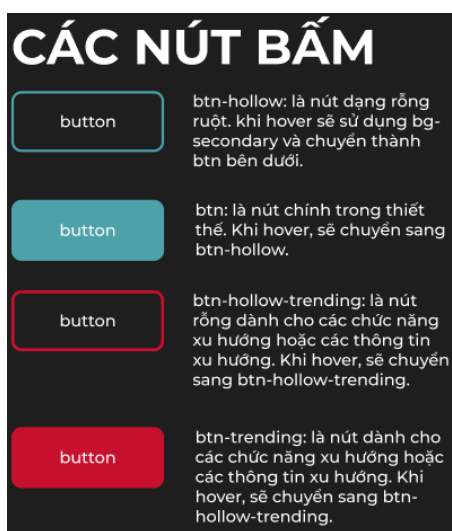 CÁC NÚT BẤM
button
btn-hollow: là nút dạng rỗng
ruột. khi hover sẽ sử dụng bg-
secondary và chuyển thành
btn bên dưới.
button
btn: là nút chính trong thiết
thế. Khi hover, sẽ chuyển sang
btn-hollow.
button
btn-hollow-trending: là nút
rỗng dành cho các chức năng
xu hướng hoặc các thông tin
xu hướng. Khi hover, sẽ chuyển
sang btn-hollow-trending.
button
btn-trending: là nút dành cho
các chức năng xu hướng hoặc
các thông tin xu hướng. Khi
hover, sẽ chuyển sang btn-
hollow-trending.